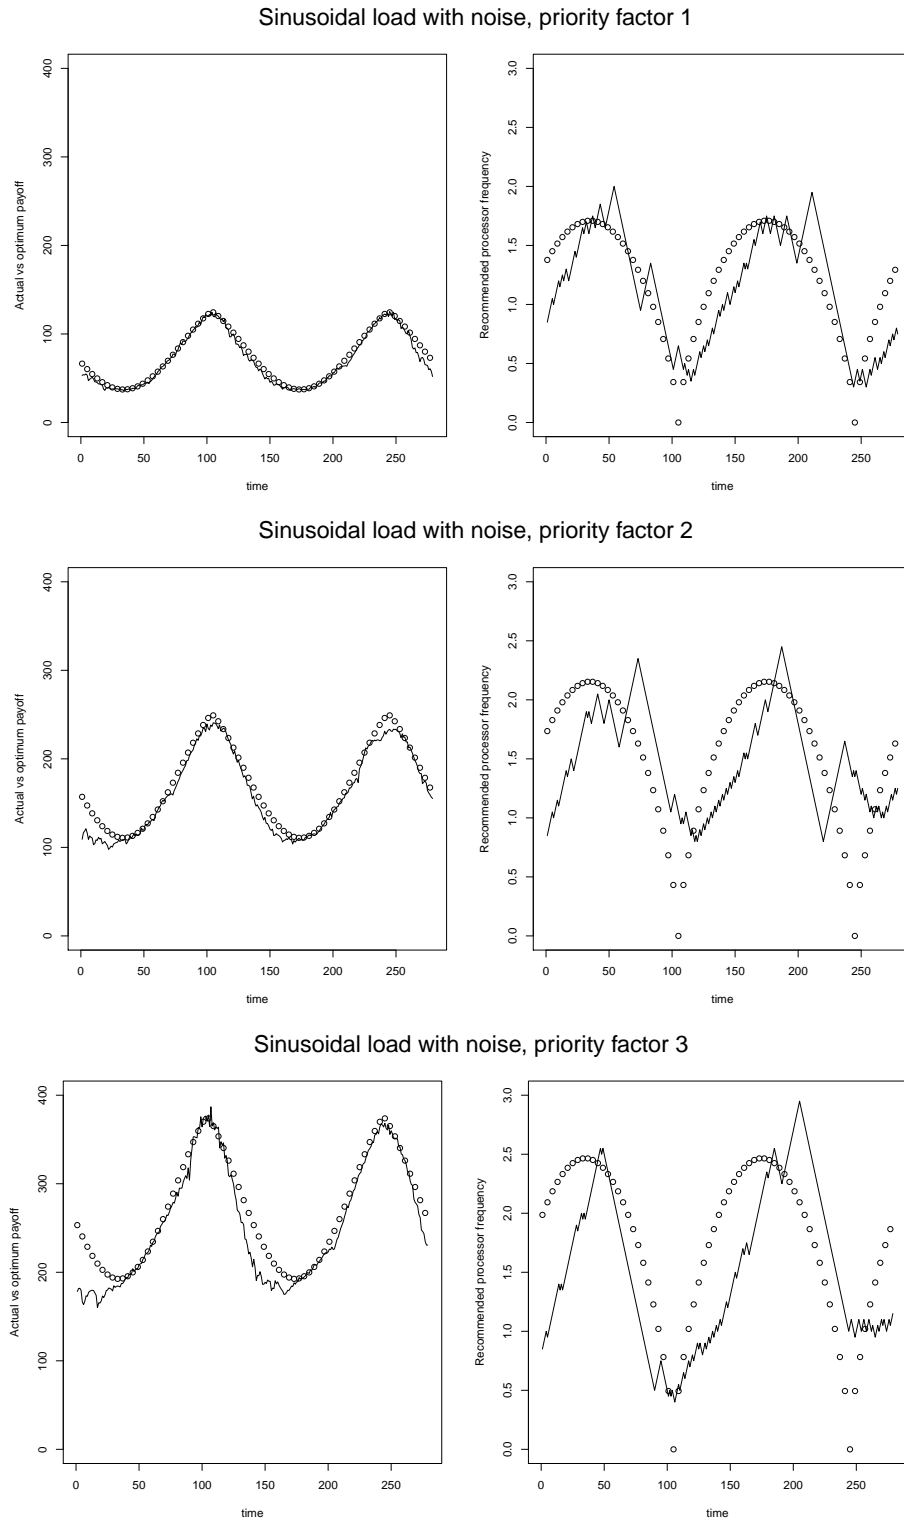 Sinusoidal load with noise, priority factor 1
Actual vs optimum payoff
400
300
200
100
0
0 50 100 150 200 250
time
Recommended processor frequency
3.0
2.5
2.0
1.5
1.0
0.5
0.0
0 50 100 150 200 250
time
Sinusoidal load with noise, priority factor 2
Actual vs optimum payoff
400
300
200
100
0
0 50 100 150 200 250
time
Recommended processor frequency
3.0
2.5
2.0
1.5
1.0
0.5
0.0
0 50 100 150 200 250
time
Sinusoidal load with noise, priority factor 3
Actual vs optimum payoff
400
300
200
100
0
0 50 100 150 200 250
time
Recommended processor frequency
3.0
2.5
2.0
1.5
1.0
0.5
0.0
0 50 100 150 200 250
time